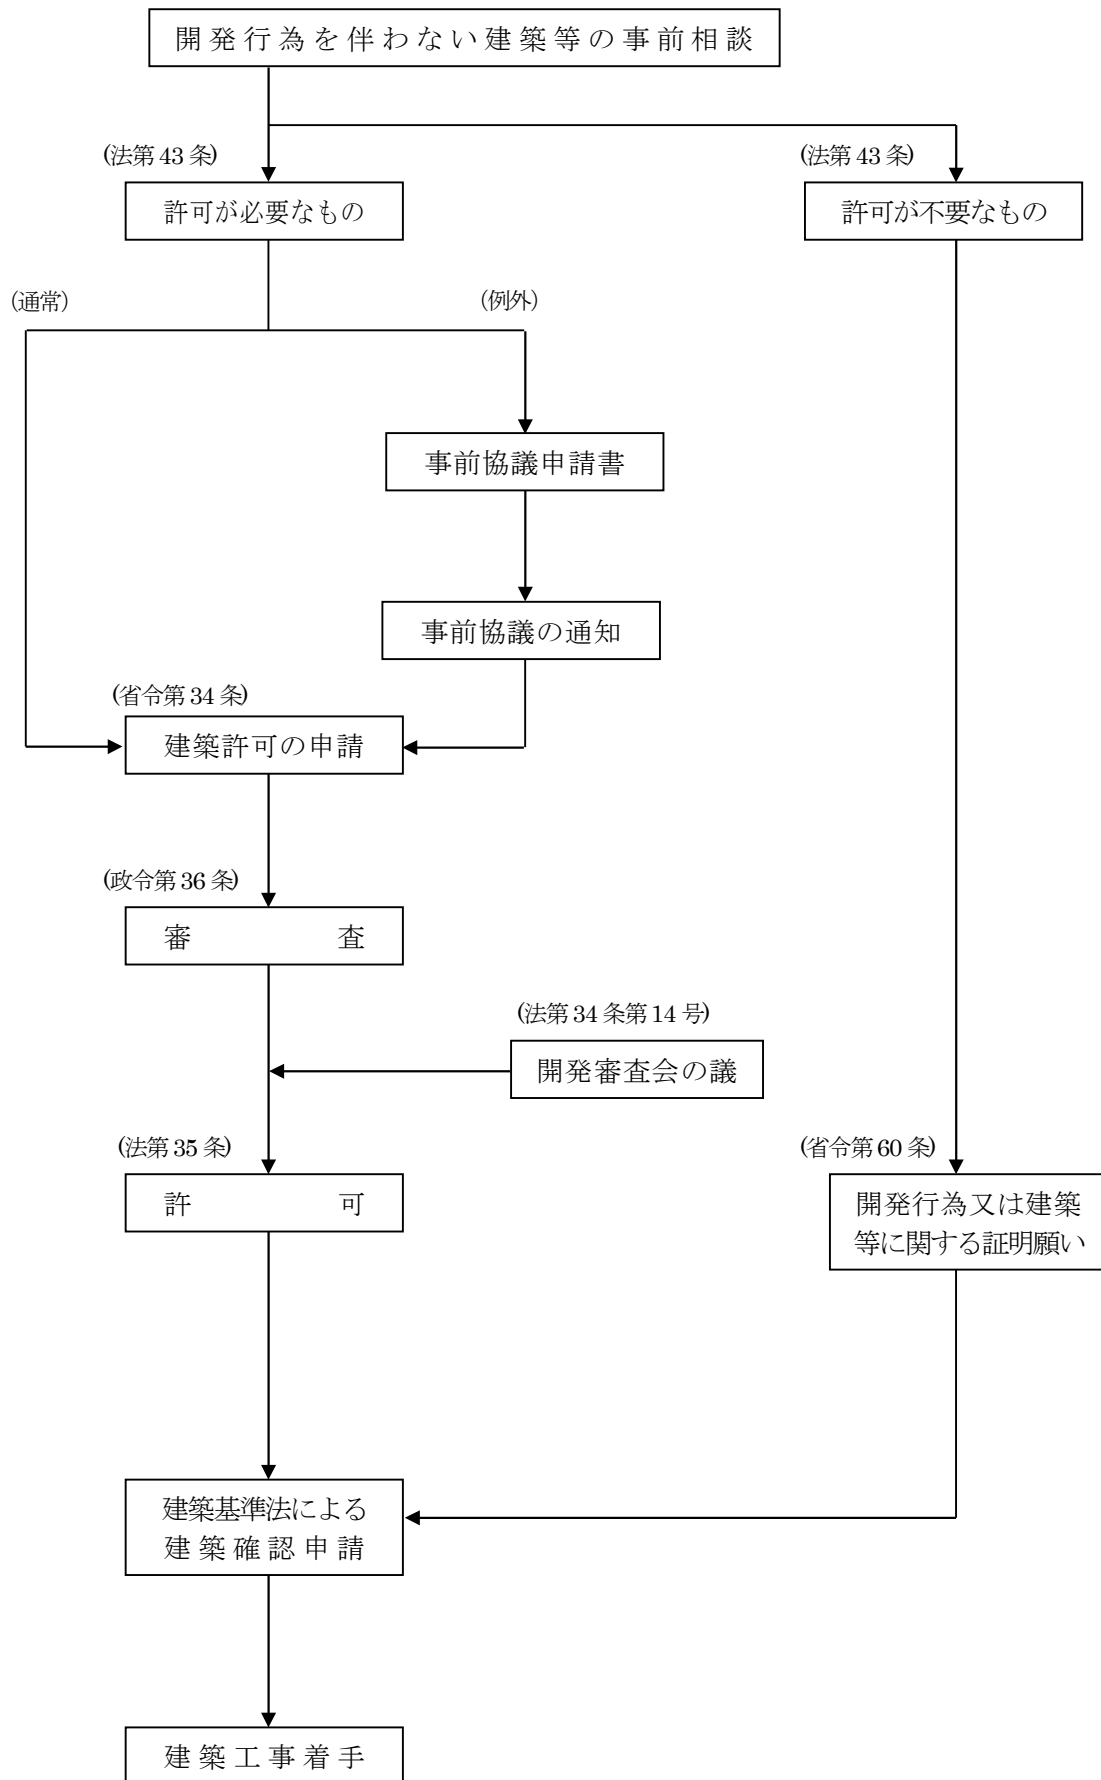 開発行為を伴わない建築等の事前相談
(法第43条)
(法第43条)
許可が必要なもの
許可が不要なもの
(通常)
(例外)
事前協議申請書
事前協議の通知
(省令第34条)
建築許可の申請
(政令第36条)
審査
(法第34条第14号)
開発審査会の議
(法第35条)
(省令第60条)
許可
開発行為又は建築
等に関する証明願い
建築基準法による
建築確認申請
建築工事着手